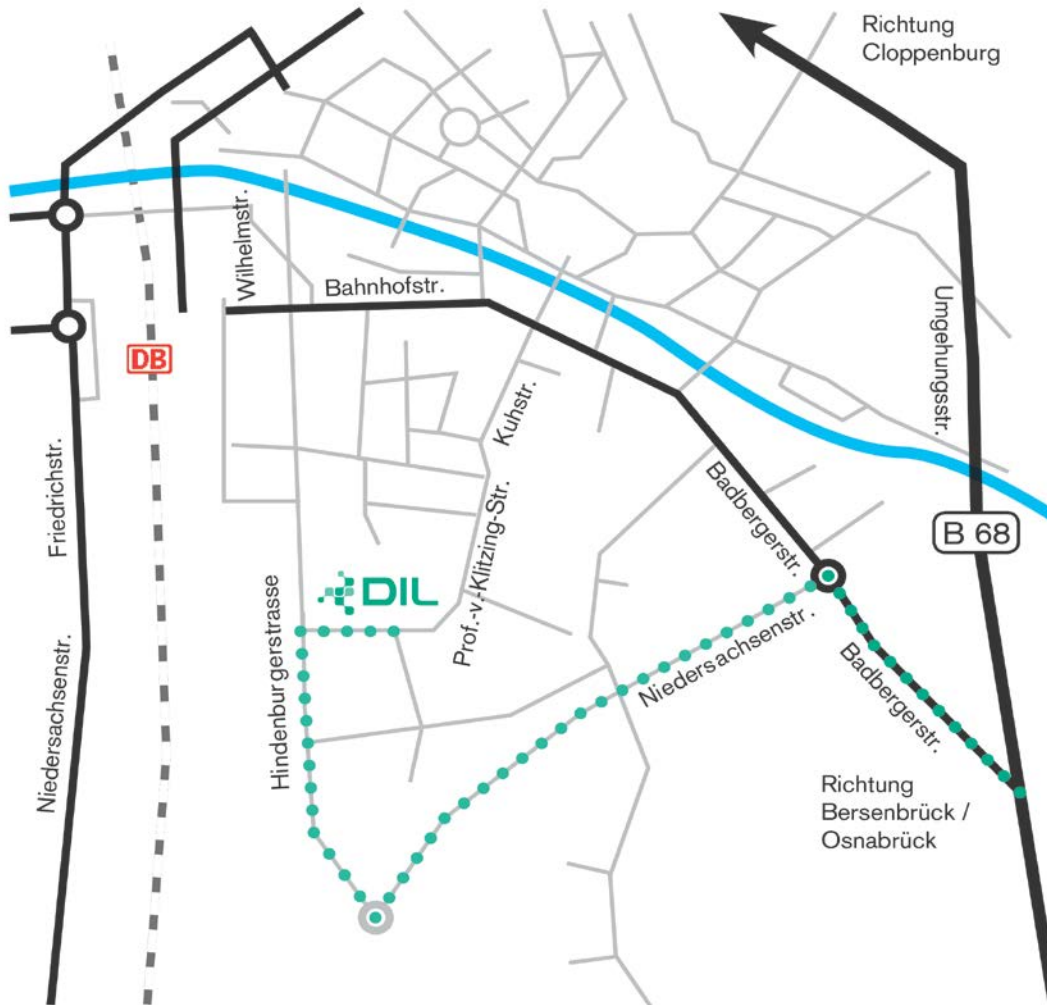 Richtung
Cloppenburg
Wilhelmstr.
Bahnhofstr.
Umgehungsstr.
DB
Kuhstr.
Friedrichstr.
Badbergerstr.
B 68
DIL
Prof.-v.-Klitzing-Str.
Hindenburgerstrasse
Niedersachsenstr.
Niedersachsenstr.
Badbergerstr.
Richtung
Bersenbrück /
Osnabrück